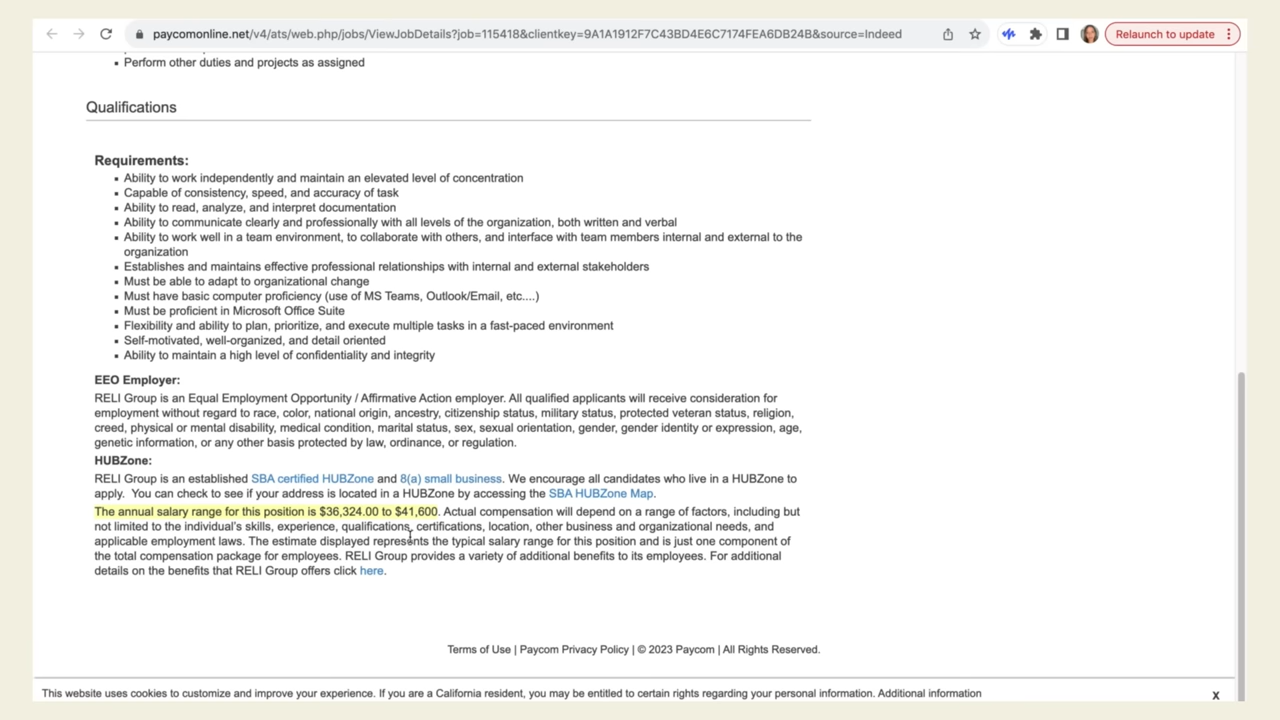 paycomonline.net/v4/ats/web.php/jobs/ViewJobDetails?job=115418&clientkey=9A1A1912F7C43BD4E6C7174FEA6DB24B&source=Indeed
Relaunch to update
Perform other duties and projects as assigned
Qualifications
Requirements:
Ability to work independently and maintain an elevated level of concentration
Capable of consistency, speed, and accuracy of task
Ability to read, analyze, and interpret documentation
Ability to communicate clearly and professionally with all levels of the organization, both written and verbal
Ability to work well in a team environment, to collaborate with others, and interface with team members internal and external to the
organization
Establishes and maintains effective professional relationships with internal and external stakeholders
Must be able to adapt to organizational change
Must have basic computer proficiency (use of MS Teams, Outlook/Email, etc....)
Must be proficient in Microsoft Office Suite
Flexibility and ability to plan, prioritize, and execute multiple tasks in a fast-paced environment
Self-motivated, well-organized, and detail oriented
Ability to maintain a high level of confidentiality and integrity
EEO Employer:
RELI Group is an Equal Employment Opportunity / Affirmative Action employer. All qualified applicants will receive consideration for
employment without regard to race, color, national origin, ancestry, citizenship status, military status, protected veteran status, religion,
creed, physical or mental disability, medical condition, marital status, sex, sexual orientation, gender, gender identity or expression, age,
genetic information, or any other basis protected by law, ordinance, or regulation.
HUBZone:
RELI Group is an established SBA certified HUBZone and 8(a) small business. We encourage all candidates who live in a HUBZone to
apply. You can check to see if your address is located in a HUBZone by accessing the SBA HUBZone Map.
The annual salary range for this position is $36,324.00 to $41,600. Actual compensation will depend on a range of factors, including but
not limited to the individual's skills, experience, qualifications, certifications, location, other business and organizational needs, and
applicable employment laws. The estimate displayed represents the typical salary range for this position and is just one component of
the total compensation package for employees. RELI Group provides a variety of additional benefits to its employees. For additional
details on the benefits that RELI Group offers click here.
Terms of Use | Paycom Privacy Policy | © 2023 Paycom | All Rights Reserved.
This website uses cookies to customize and improve your experience. If you are a California resident, you may be entitled to certain rights regarding your personal information. Additional information
x